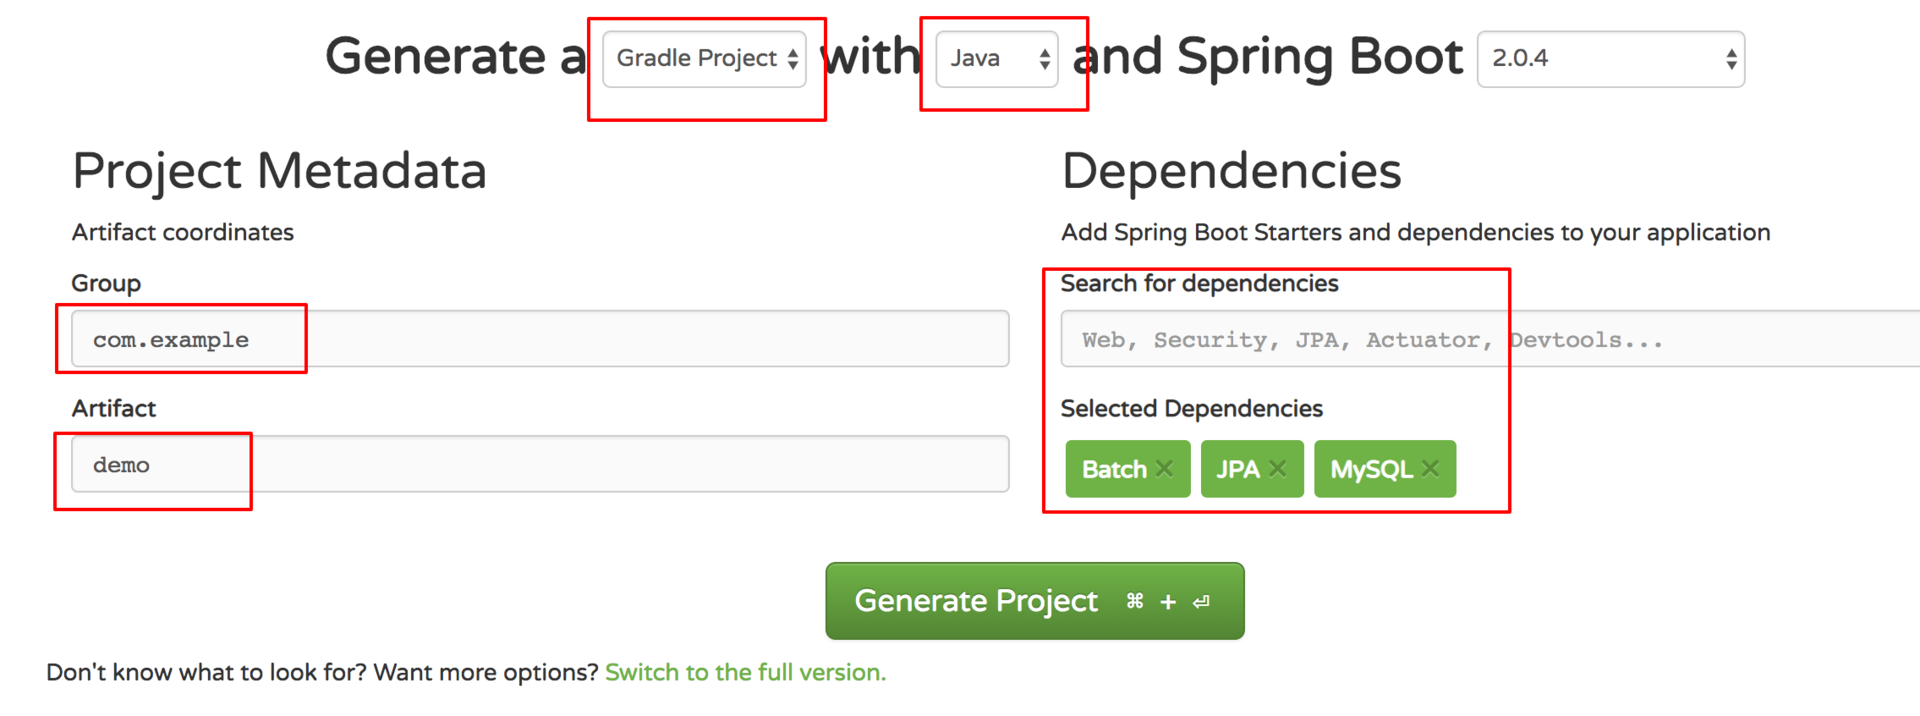 Generate a Gradle Project with Java and Spring Boot 2.0.4
Project Metadata
Artifact coordinates
Group
com.example
Artifact
demo
Dependencies
Add Spring Boot Starters and dependencies to your application
Search for dependencies
Web, Security, JPA, Actuator, Devtools...
Selected Dependencies
Batch × JPA × MySQL ×
Generate Project ⌘ + ⏎
Don't know what to look for? Want more options? Switch to the full version.